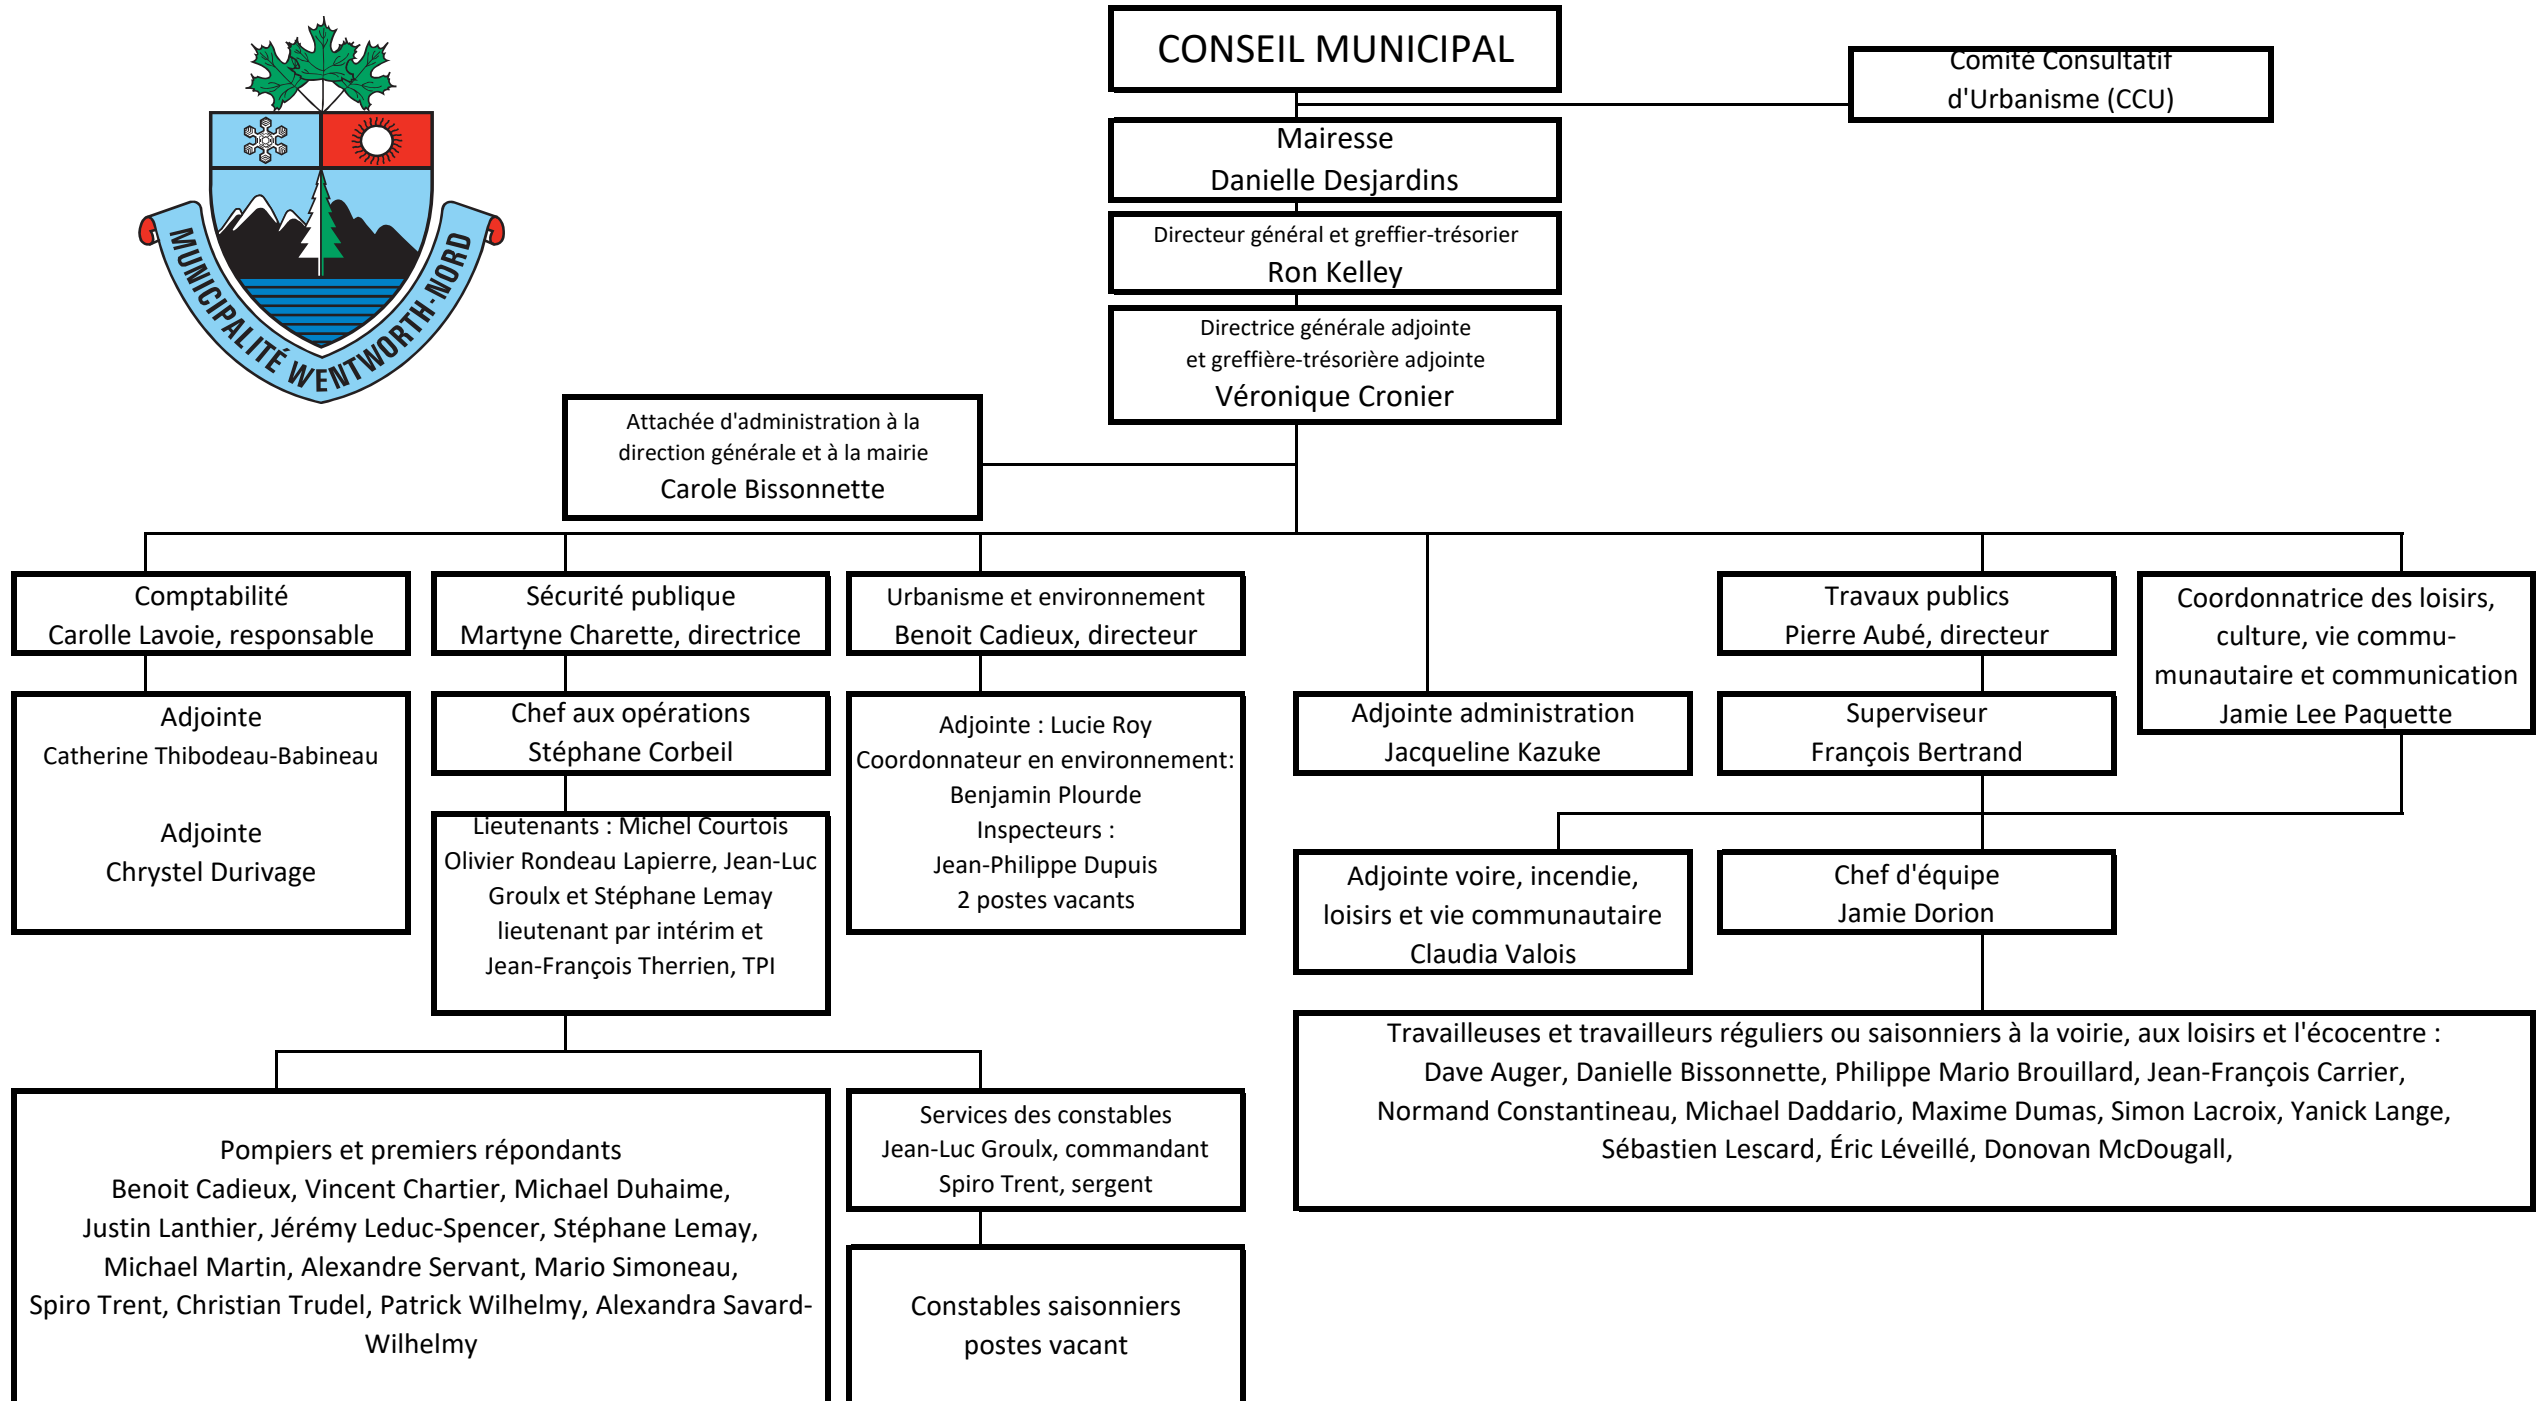 MUNICIPALITÉ WENTWORTH-NORD
CONSEIL MUNICIPAL
Comité Consultatif
d'Urbanisme (CCU)
Mairesse
Danielle Desjardins
Directeur général et greffier-trésorier
Ron Kelley
Directrice générale adjointe
et greffière-trésorière adjointe
Véronique Cronier
Attachée d'administration à la
direction générale et à la mairie
Carole Bissonnette
Comptabilité
Carolle Lavoie, responsable
Sécurité publique
Martyne Charette, directrice
Urbanisme et environnement
Benoit Cadieux, directeur
Travaux publics
Pierre Aubé, directeur
Coordonnatrice des loisirs,
culture, vie commu-
munautaire et communication
Jamie Lee Paquette
Adjointe
Catherine Thibodeau-Babineau
Adjointe
Chrystel Durivage
Chef aux opérations
Stéphane Corbeil
Adjointe : Lucie Roy
Coordonnateur en environnement:
Benjamin Plourde
Inspecteurs :
Jean-Philippe Dupuis
2 postes vacants
Adjointe administration
Jacqueline Kazuke
Superviseur
François Bertrand
Lieutenants : Michel Courtois
Olivier Rondeau Lapierre, Jean-Luc
Groulx et Stéphane Lemay
lieutenant par intérim et
Jean-François Therrien, TPI
Adjointe voire, incendie,
loisirs et vie communautaire
Claudia Valois
Chef d'équipe
Jamie Dorion
Travailleuses et travailleurs réguliers ou saisonniers à la voirie, aux loisirs et l'écocentre :
Dave Auger, Danielle Bissonnette, Philippe Mario Brouillard, Jean-François Carrier,
Normand Constantineau, Michael Daddario, Maxime Dumas, Simon Lacroix, Yanick Lange,
Sébastien Lescard, Éric Léveillé, Donovan McDougall,
Pompiers et premiers répondants
Benoit Cadieux, Vincent Chartier, Michael Duhaime,
Justin Lanthier, Jérémy Leduc-Spencer, Stéphane Lemay,
Michael Martin, Alexandre Servant, Mario Simoneau,
Spiro Trent, Christian Trudel, Patrick Wilhelmy, Alexandra Savard-
Wilhelmy
Services des constables
Jean-Luc Groulx, commandant
Spiro Trent, sergent
Constables saisonniers
postes vacant